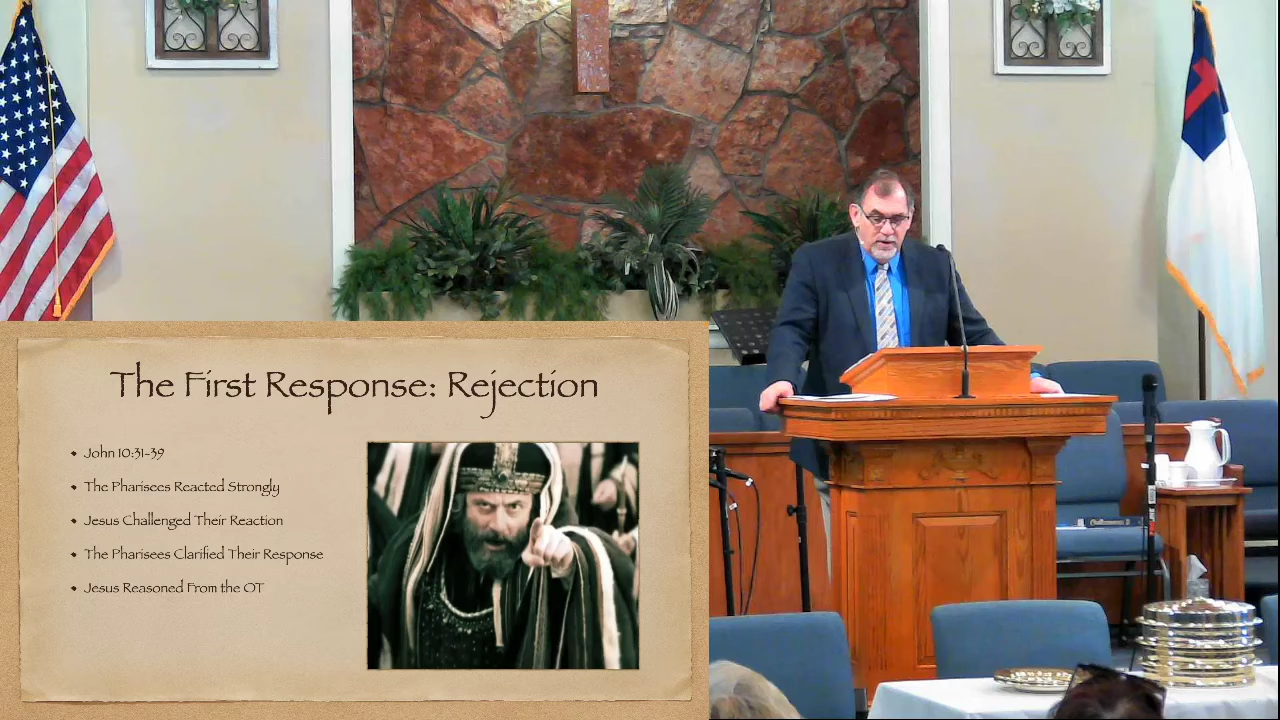 The First Response: Rejection
• John 10:31-39
• The Pharisees Reacted Strongly
• Jesus Challenged Their Reaction
• The Pharisees Clarified Their Response
• Jesus Reasoned From the OT